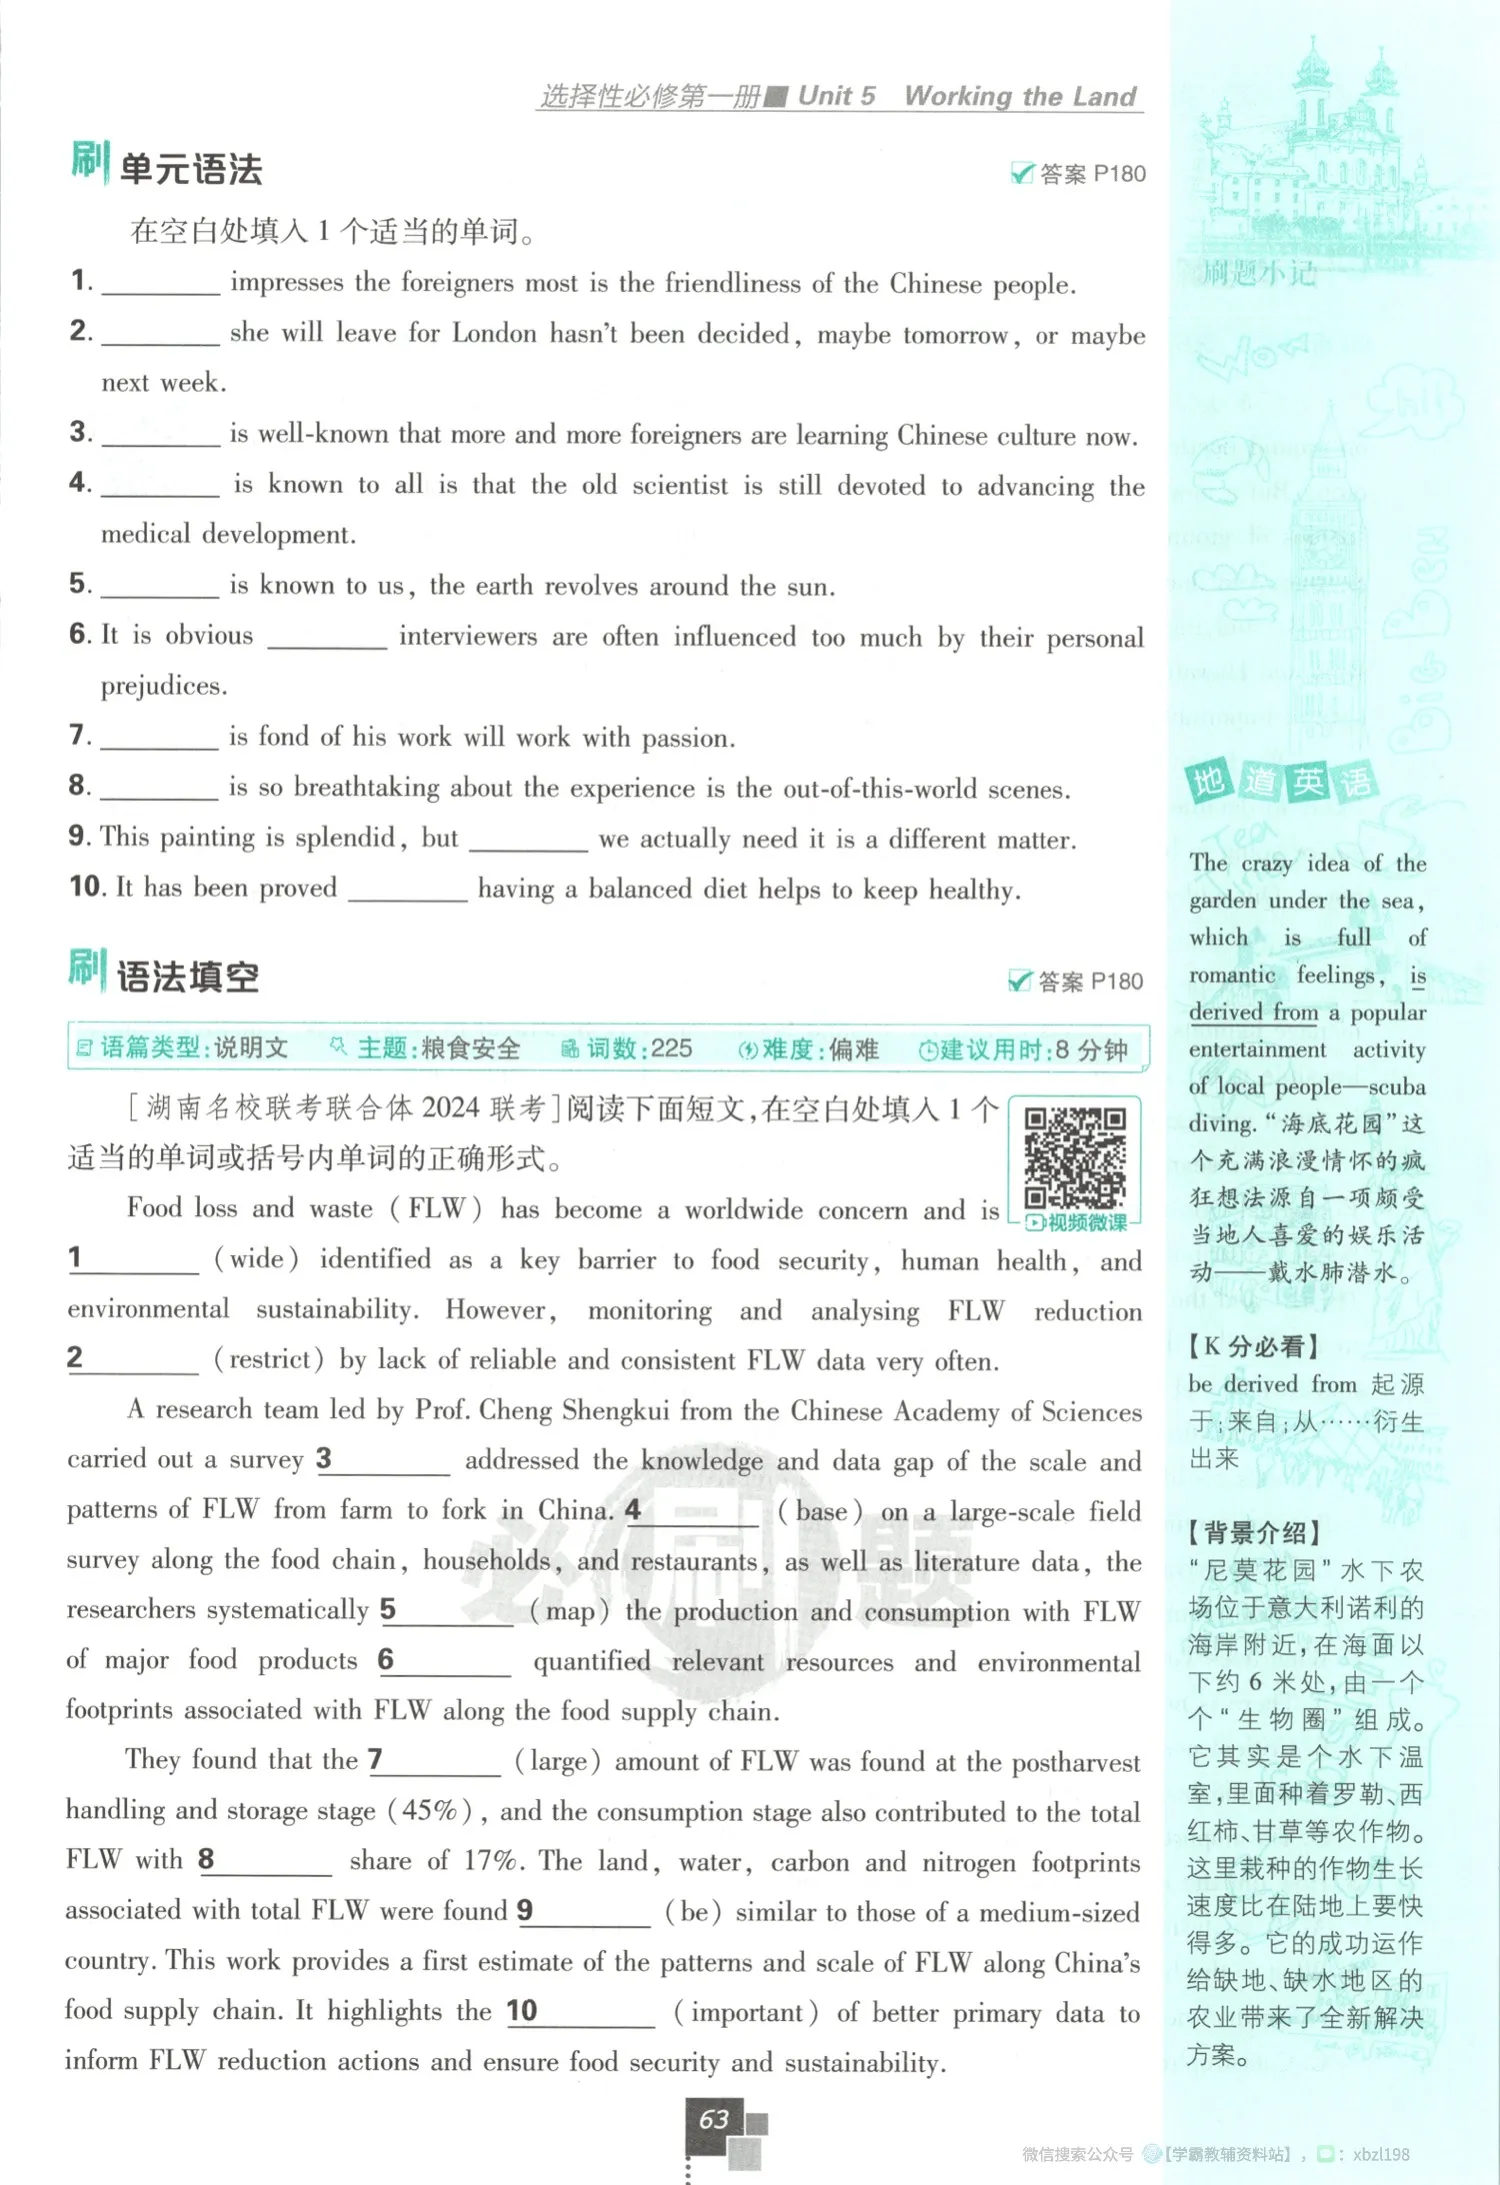 选择性必修第一册■ Unit 5 Working the Land
刷 单元语法
答案 P180
在空白处填入 1 个适当的单词。
1. ________ impresses the foreigners most is the friendliness of the Chinese people.
2. ________ she will leave for London hasn't been decided, maybe tomorrow, or maybe
next week.
3. ________ is well-known that more and more foreigners are learning Chinese culture now.
4. ________ is known to all is that the old scientist is still devoted to advancing the
medical development.
5. ________ is known to us, the earth revolves around the sun.
6. It is obvious ________ interviewers are often influenced too much by their personal
prejudices.
7. ________ is fond of his work will work with passion.
8. ________ is so breathtaking about the experience is the out-of-this-world scenes.
9. This painting is splendid, but ________ we actually need it is a different matter.
10. It has been proved ________ having a balanced diet helps to keep healthy.
刷 语法填空
答案 P180
语篇类型:说明文 主题:粮食安全 词数:225 难度:偏难 建议用时:8 分钟
[湖南名校联考联合体 2024 联考]阅读下面短文,在空白处填入 1 个
适当的单词或括号内单词的正确形式。
视频微课
Food loss and waste (FLW) has become a worldwide concern and is
1 ________ (wide) identified as a key barrier to food security, human health, and
environmental sustainability. However, monitoring and analysing FLW reduction
2 ________ (restrict) by lack of reliable and consistent FLW data very often.
A research team led by Prof. Cheng Shengkui from the Chinese Academy of Sciences
carried out a survey 3 ________ addressed the knowledge and data gap of the scale and
patterns of FLW from farm to fork in China. 4 ________ (base) on a large-scale field
survey along the food chain, households, and restaurants, as well as literature data, the
researchers systematically 5 ________ (map) the production and consumption with FLW
of major food products 6 ________ quantified relevant resources and environmental
footprints associated with FLW along the food supply chain.
They found that the 7 ________ (large) amount of FLW was found at the postharvest
handling and storage stage (45%), and the consumption stage also contributed to the total
FLW with 8 ________ share of 17%. The land, water, carbon and nitrogen footprints
associated with total FLW were found 9 ________ (be) similar to those of a medium-sized
country. This work provides a first estimate of the patterns and scale of FLW along China's
food supply chain. It highlights the 10 ________ (important) of better primary data to
inform FLW reduction actions and ensure food security and sustainability.
必刷题
63
刷题小记
Wow
Hi
Big Ben
地道英语
Tea
Time
The crazy idea of the
garden under the sea,
which is full of
romantic feelings, is
derived from a popular
entertainment activity
of local people—scuba
diving. “海底花园”这
个充满浪漫情怀的疯
狂想法源自一项颇受
当地人喜爱的娱乐活
动——戴水肺潜水。
【K 分必看】
be derived from 起源
于;来自;从……衍生
出来
【背景介绍】
“尼莫花园”水下农
场位于意大利诺利的
海岸附近,在海面以
下约 6 米处,由一个
个“生物圈”组成。
它其实是个水下温
室,里面种着罗勒、西
红柿、甘草等农作物。
这里栽种的作物生长
速度比在陆地上要快
得多。它的成功运作
给缺地、缺水地区的
农业带来了全新解决
方案。
微信搜索公众号 【学霸教辅资料站】, : xbzl198